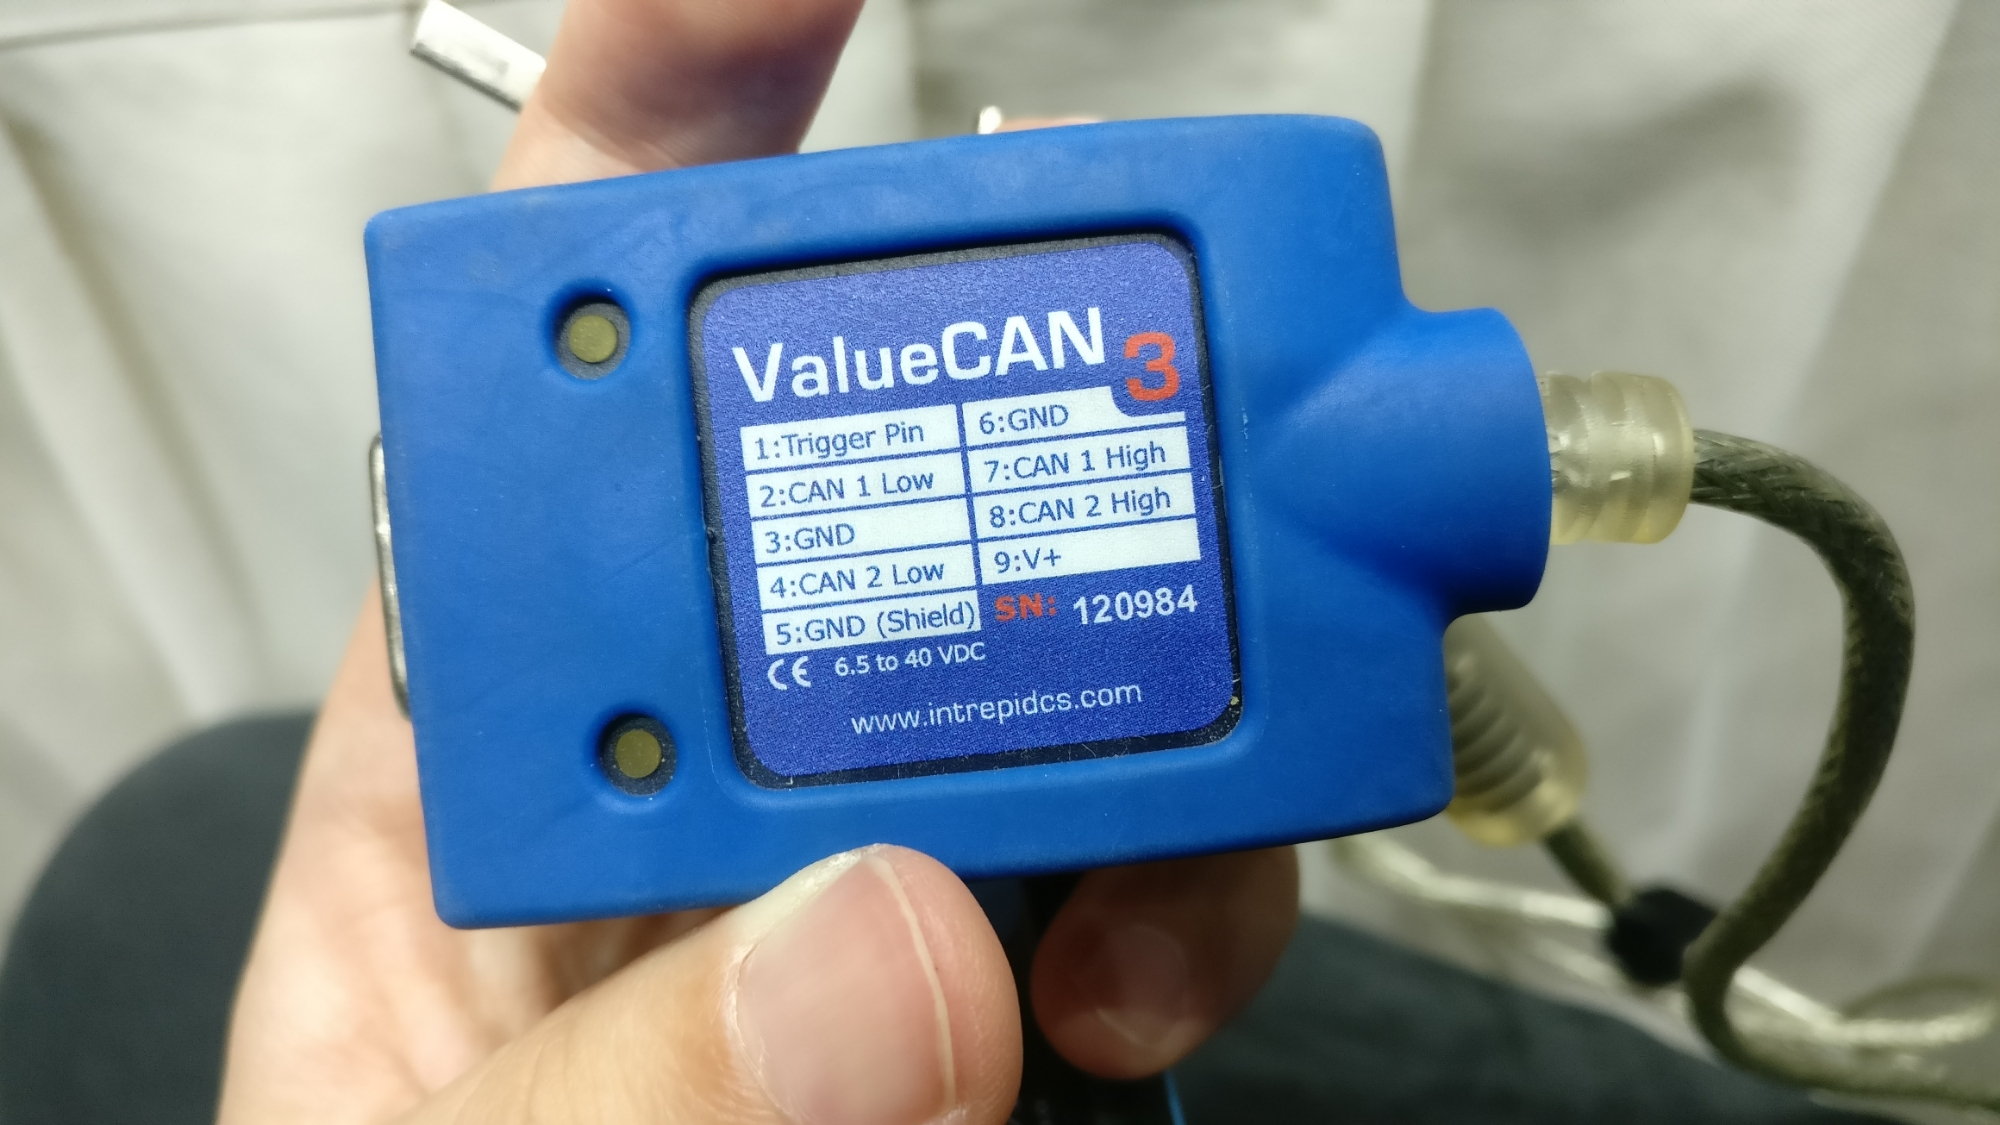 ValueCAN 3
1:Trigger Pin
2:CAN 1 Low
3:GND
4:CAN 2 Low
5:GND (Shield)
6:GND
7:CAN 1 High
8:CAN 2 High
9:V+
SN: 120984
CE 6.5 to 40 VDC
www.intrepidcs.com